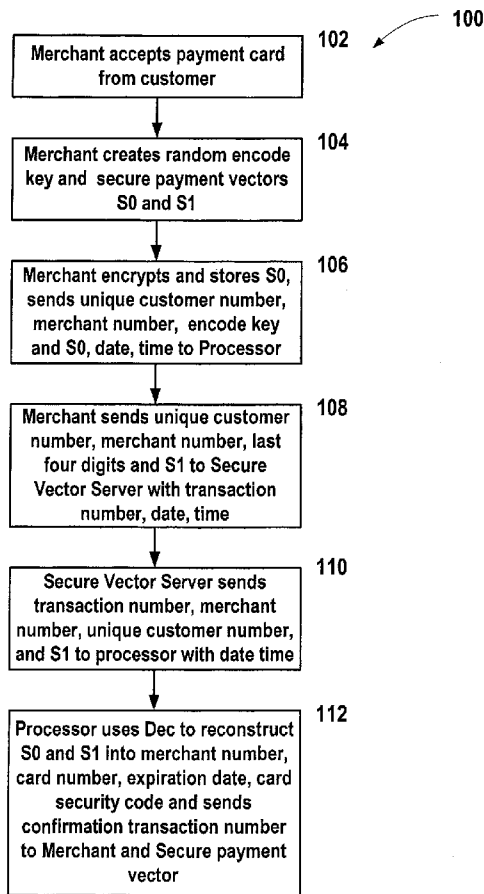 100
102
Merchant accepts payment card
from customer
104
Merchant creates random encode
key and secure payment vectors
S0 and S1
106
Merchant encrypts and stores S0,
sends unique customer number,
merchant number, encode key
and S0, date, time to Processor
108
Merchant sends unique customer
number, merchant number, last
four digits and S1 to Secure
Vector Server with transaction
number, date, time
110
Secure Vector Server sends
transaction number, merchant
number, unique customer number,
and S1 to processor with date time
112
Processor uses Dec to reconstruct
S0 and S1 into merchant number,
card number, expiration date, card
security code and sends
confirmation transaction number
to Merchant and Secure payment
vector